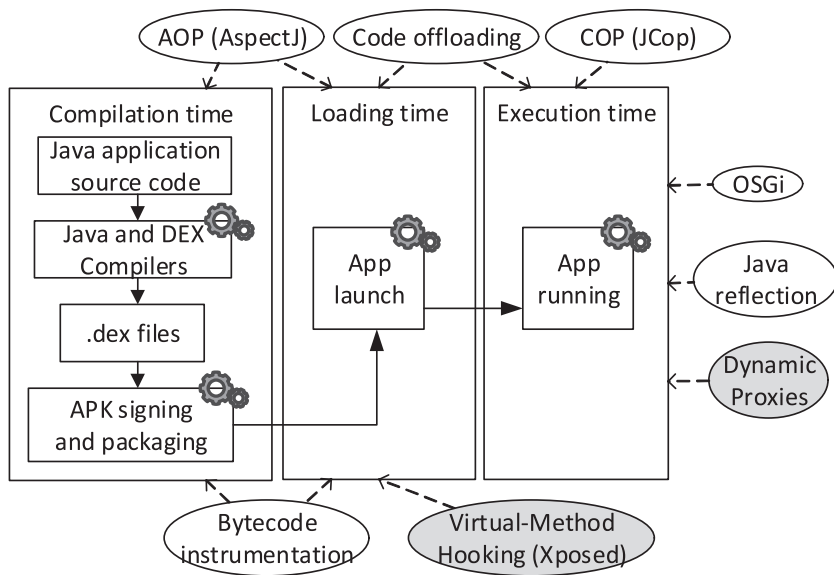 AOP (AspectJ)
Code offloading
COP (JCop)
Compilation time
Loading time
Execution time
Java application
source code
Java and DEX
Compilers
.dex files
APK signing
and packaging
App
launch
App
running
OSGi
Java
reflection
Dynamic
Proxies
Bytecode
instrumentation
Virtual-Method
Hooking (Xposed)